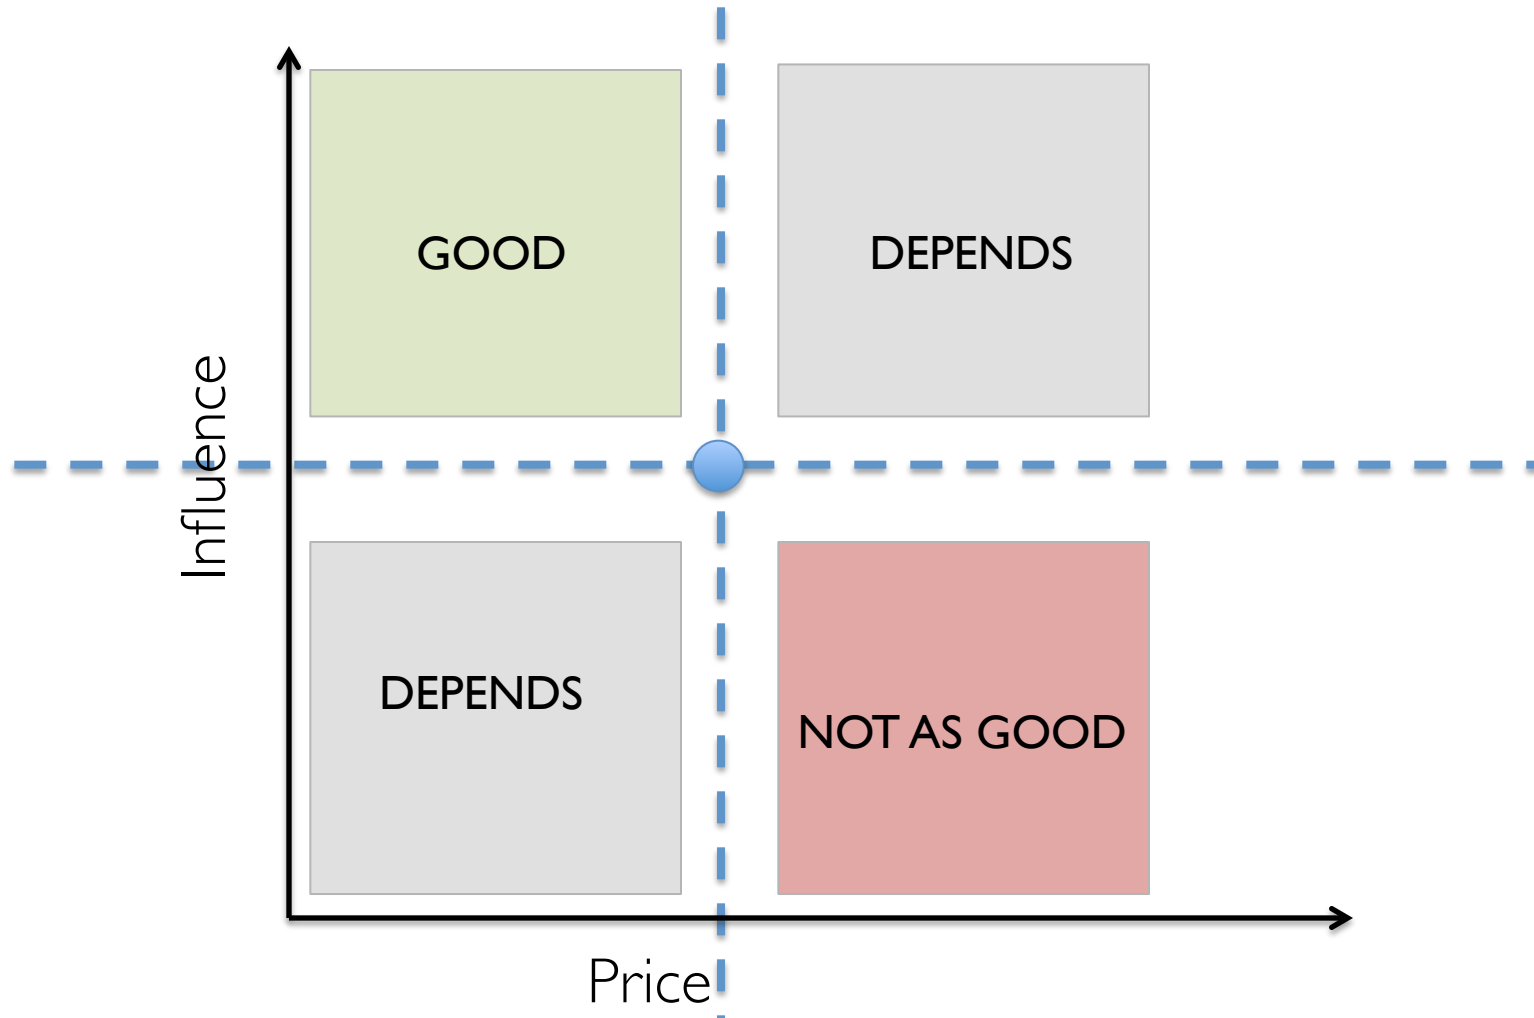 GOOD
DEPENDS
Influence
DEPENDS
NOT AS GOOD
Price